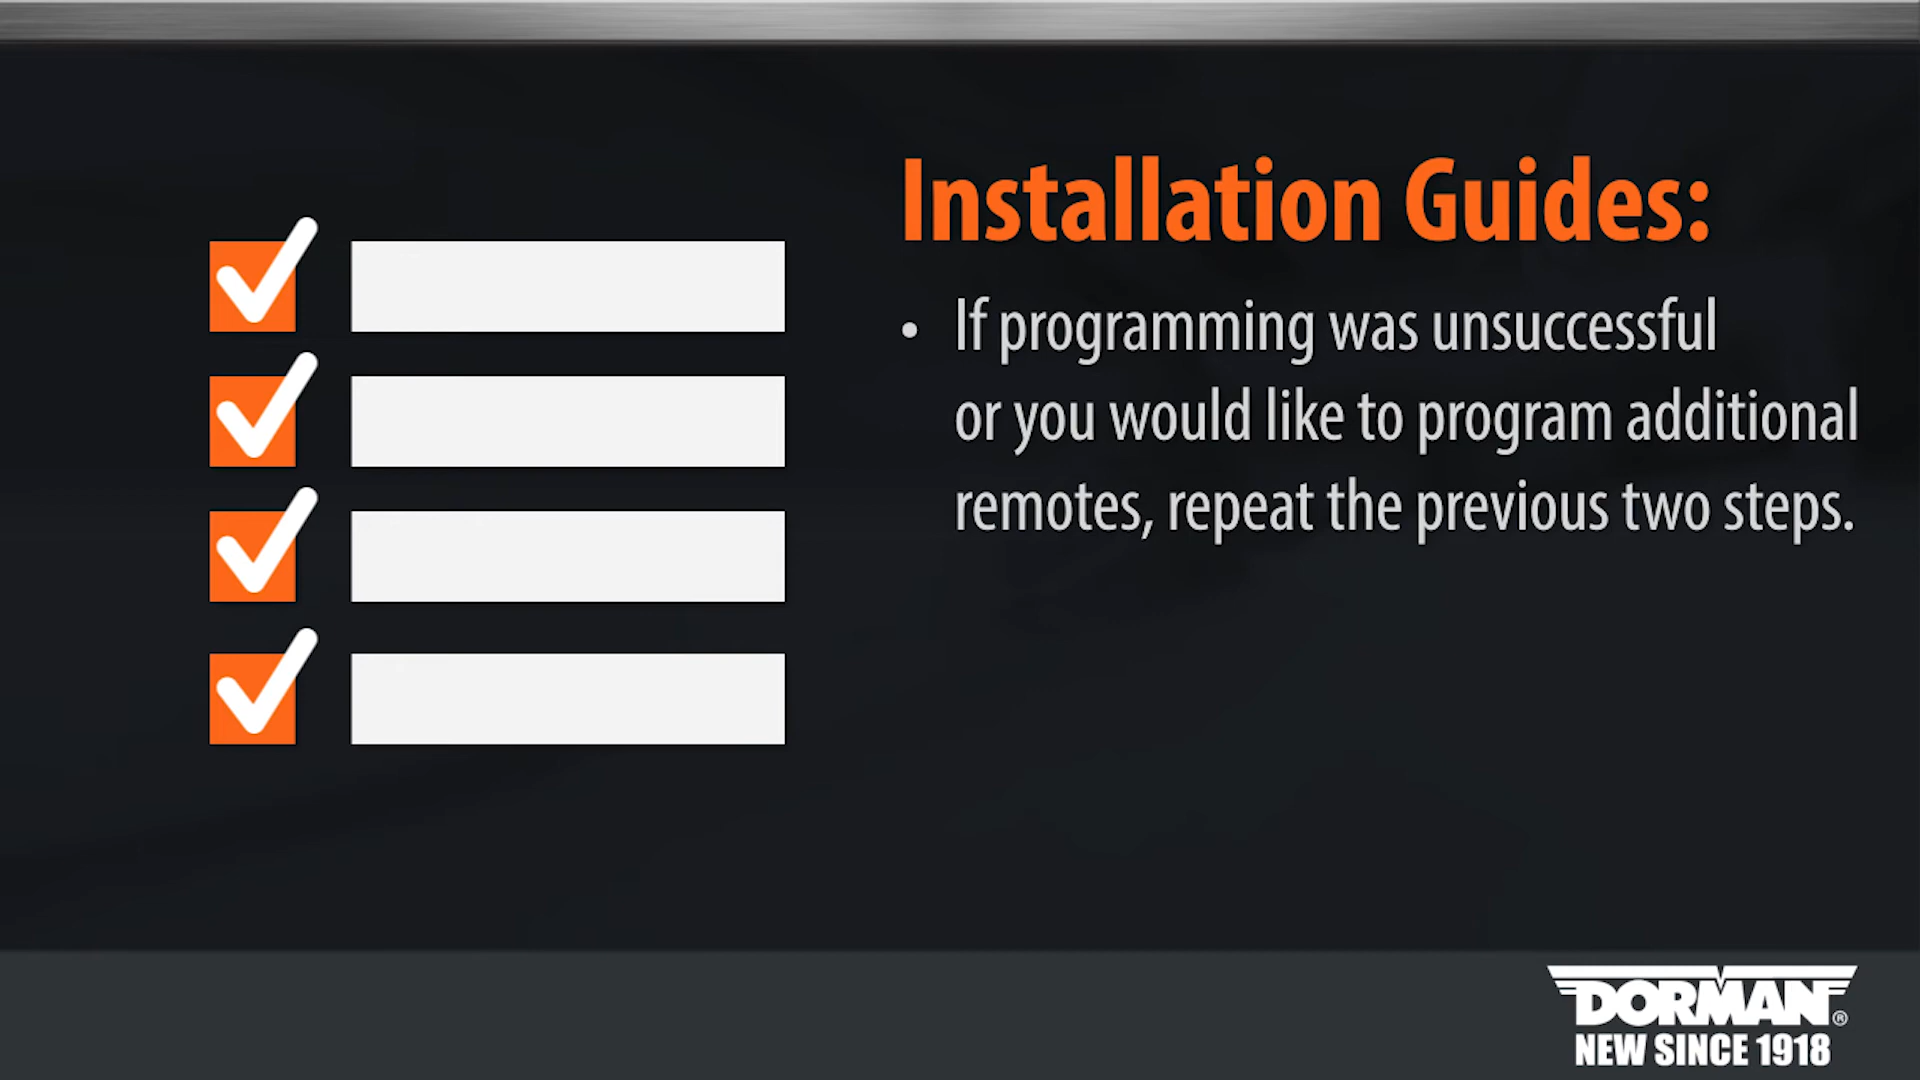 Installation Guides:
• If programming was unsuccessful
or you would like to program additional
remotes, repeat the previous two steps.
DORMAN®
NEW SINCE 1918